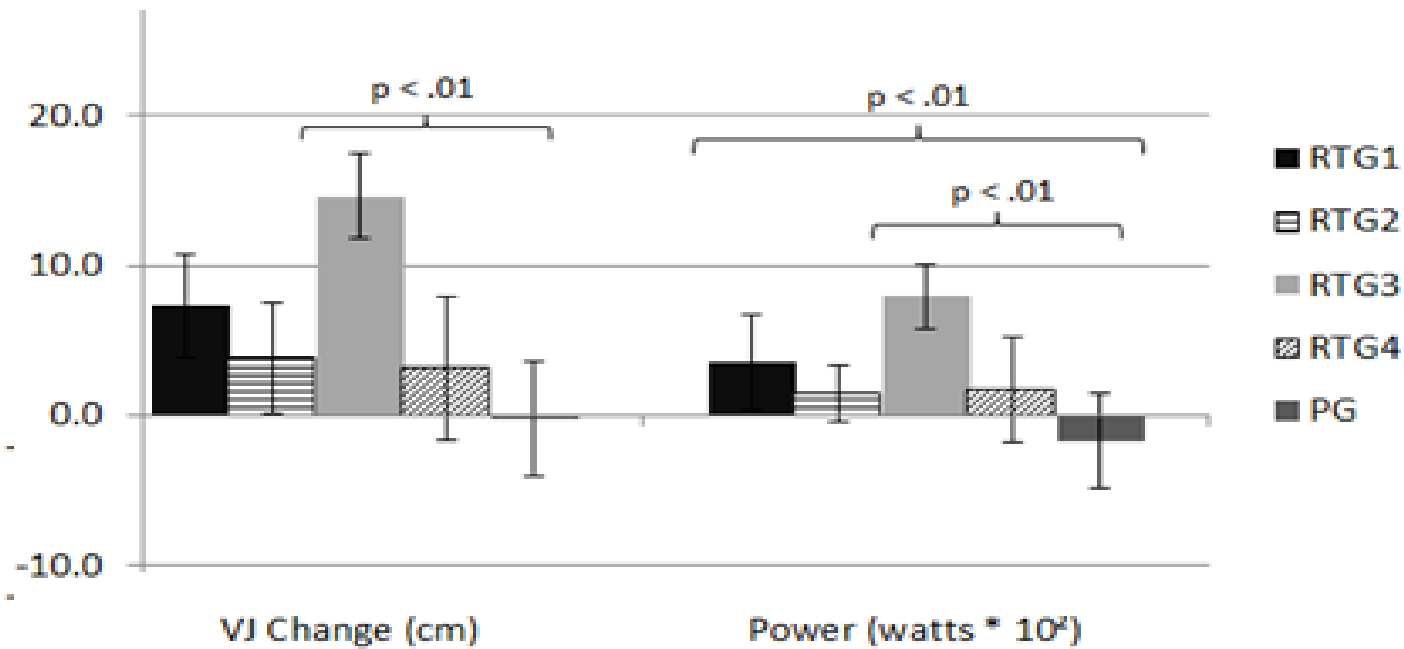 p < .01
p < .01
20.0
RTG1
p < .01
RTG2
10.0
RTG3
RTG4
0.0
PG
-
-10.0
-
VJ Change (cm)
Power (watts * 10²)